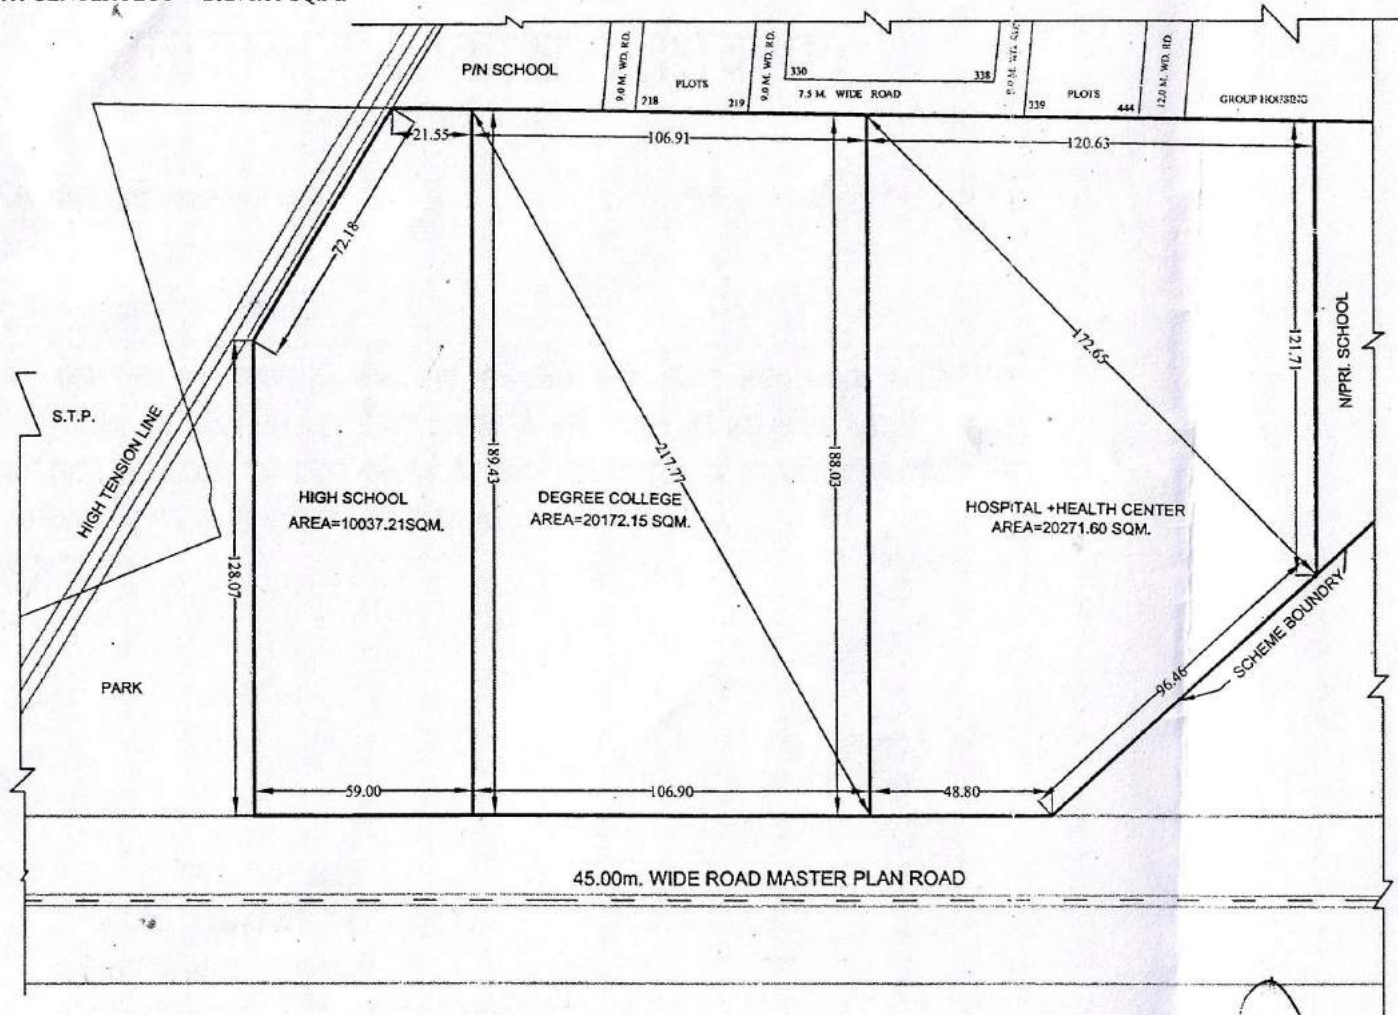 P/N SCHOOL
9.0 M. WD. RD.
PLOTS
218
219
9.0 M. WD. RD.
330
338
7.5 M. WIDE ROAD
339
PLOTS
444
12.0 M. WD. RD.
GROUP HOUSING
21.55
106.91
120.63
72.18
172.65
121.71
N/PRI. SCHOOL
S.T.P.
HIGH TENSION LINE
189.43
217.77
188.03
HIGH SCHOOL
AREA=10037.21SQM.
DEGREE COLLEGE
AREA=20172.15 SQM.
HOSPITAL +HEALTH CENTER
AREA=20271.60 SQM.
128.07
SCHEME BOUNDRY
96.46
PARK
59.00
106.90
48.80
45.00m. WIDE ROAD MASTER PLAN ROAD